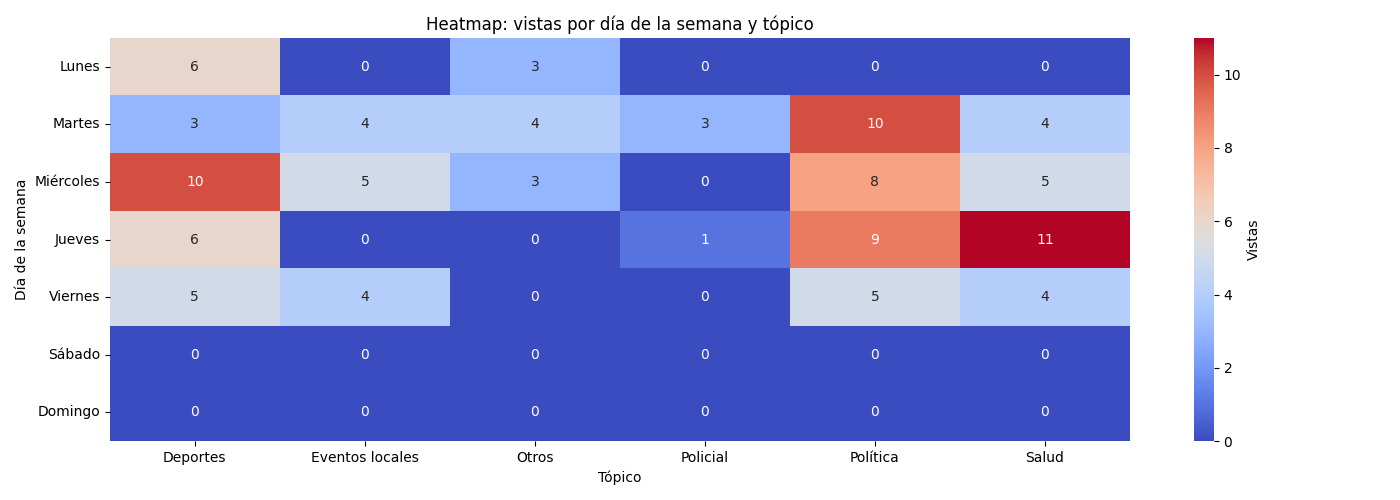 Heatmap: vistas por día de la semana y tópico
Día de la semana
Lunes 6 0 3 0 0 0
Martes 3 4 4 3 10 4
Miércoles 10 5 3 0 8 5
Jueves 6 0 0 1 9 11
Viernes 5 4 0 0 5 4
Sábado 0 0 0 0 0 0
Domingo 0 0 0 0 0 0
Deportes Eventos locales Otros Policial Política Salud
Tópico
10
8
6
4
2
0
Vistas